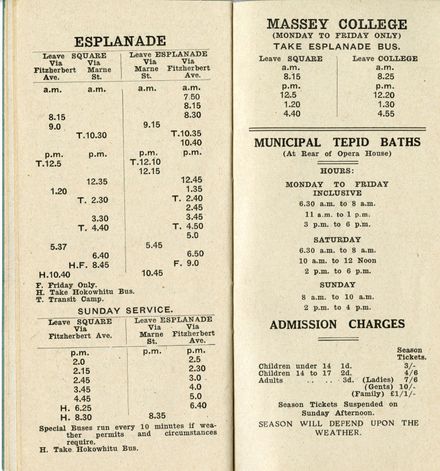 ESPLANADE
Leave SQUARE Leave ESPLANADE
Via Via Via Via
Fitzherbert Marne Marne Fitzherbert
Ave. St. St. Ave.
a.m. a.m. a.m. a.m.
7.50
8.15
8.15 8.30
9.0 9.15
T.10.30 T.10.35
10.40
p.m. p.m. p.m. p.m.
T.12.5 T.12.10
12.15
12.35 12.45
1.20 1.35
T. 2.30 T. 2.40
2.45
3.30 3.45
T. 4.40 T. 4.50
5.0
5.37 5.45
6.40 6.50
H.F. 8.45 F. 9.0
H.10.40 10.45
F. Friday Only.
H. Take Hokowhitu Bus.
T. Transit Camp.
SUNDAY SERVICE.
Leave SQUARE Leave ESPLANADE
Via Via Via
Fitzherbert Ave. Marne Fitzherbert
St. Ave.
p.m. p.m. p.m.
2.0 2.5
2.15 2.30
2.45 3.0
3.45 4.0
4.45 5.0
H. 6.25 6.40
H. 8.30 8.35
Special Buses run every 10 minutes if wea-
ther permits and circumstances
require.
H. Take Hokowhitu Bus.
MASSEY COLLEGE
(MONDAY TO FRIDAY ONLY)
TAKE ESPLANADE BUS.
Leave SQUARE Leave COLLEGE
a.m. a.m.
8.15 8.25
p.m. p.m.
12.5 12.20
1.20 1.30
4.40 4.55
MUNICIPAL TEPID BATHS
(At Rear of Opera House)
HOURS:
MONDAY TO FRIDAY
INCLUSIVE
6.30 a.m. to 8 a.m.
11 a.m. to 1 p.m.
3 p.m. to 6 p.m.
SATURDAY
6.30 a.m. to 8 a.m.
10 a.m. to 12 Noon
2 p.m. to 6 p.m.
SUNDAY
8 a.m. to 10 a.m.
2 p.m. to 4 p.m.
ADMISSION CHARGES
Season
Tickets.
Children under 14 1d. 3/-
Children 14 to 17 2d. 4/6
Adults .. .. 3d. (Ladies) 7/6
(Gents) 10/-
(Family) £1/1/-
Season Tickets Suspended on
Sunday Afternoon.
SEASON WILL DEPEND UPON THE
WEATHER.